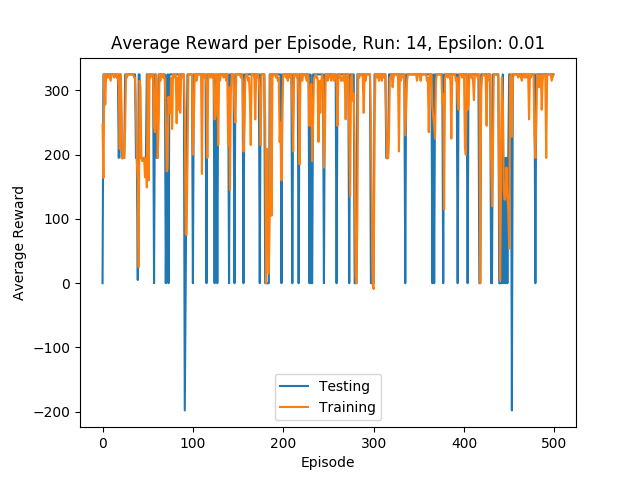 Average Reward per Episode, Run: 14, Epsilon: 0.01
Average Reward
300
200
100
0
−100
−200
Testing
Training
0 100 200 300 400 500
Episode